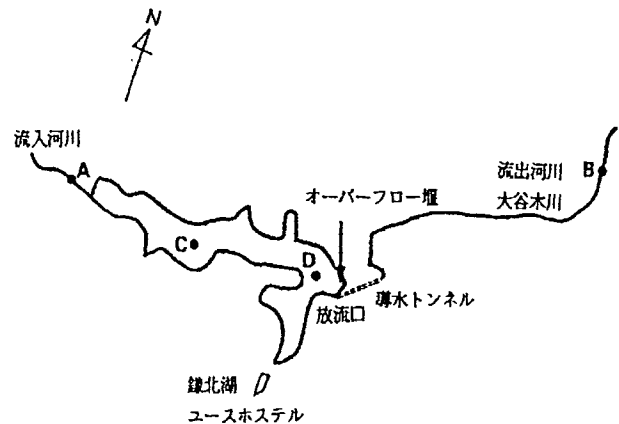 N
流入河川
A
流出河川
B
オーバーフロー堰
大谷木川
C
D
導水トンネル
放流口
鎌北湖
ユースホステル